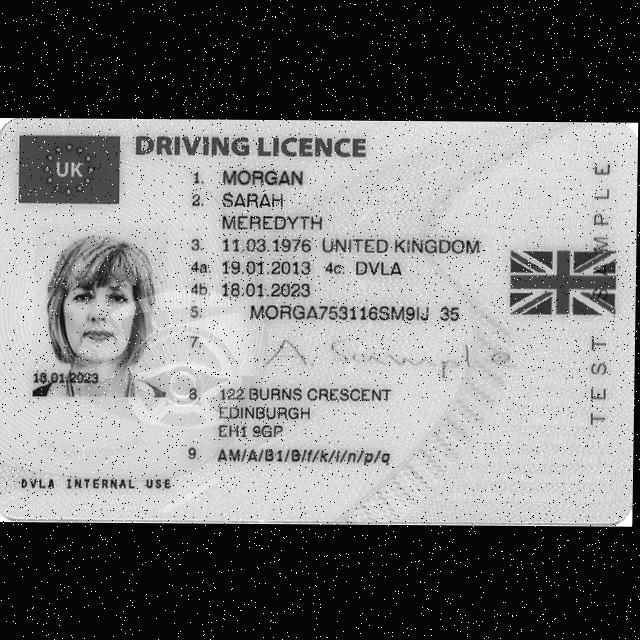 UK
DRIVING LICENCE
1. MORGAN
2. SARAH
MEREDYTH
3. 11.03.1976 UNITED KINGDOM
4a. 19.01.2013 4c. DVLA
4b. 18.01.2023
5. MORGA753116SM9IJ 35
7. A. Sample
18.01.2023
8. 122 BURNS CRESCENT
EDINBURGH
EH1 9GP
9. AM/A/B1/B/f/k/l/n/p/q
DVLA INTERNAL USE
TEST SAMPLE